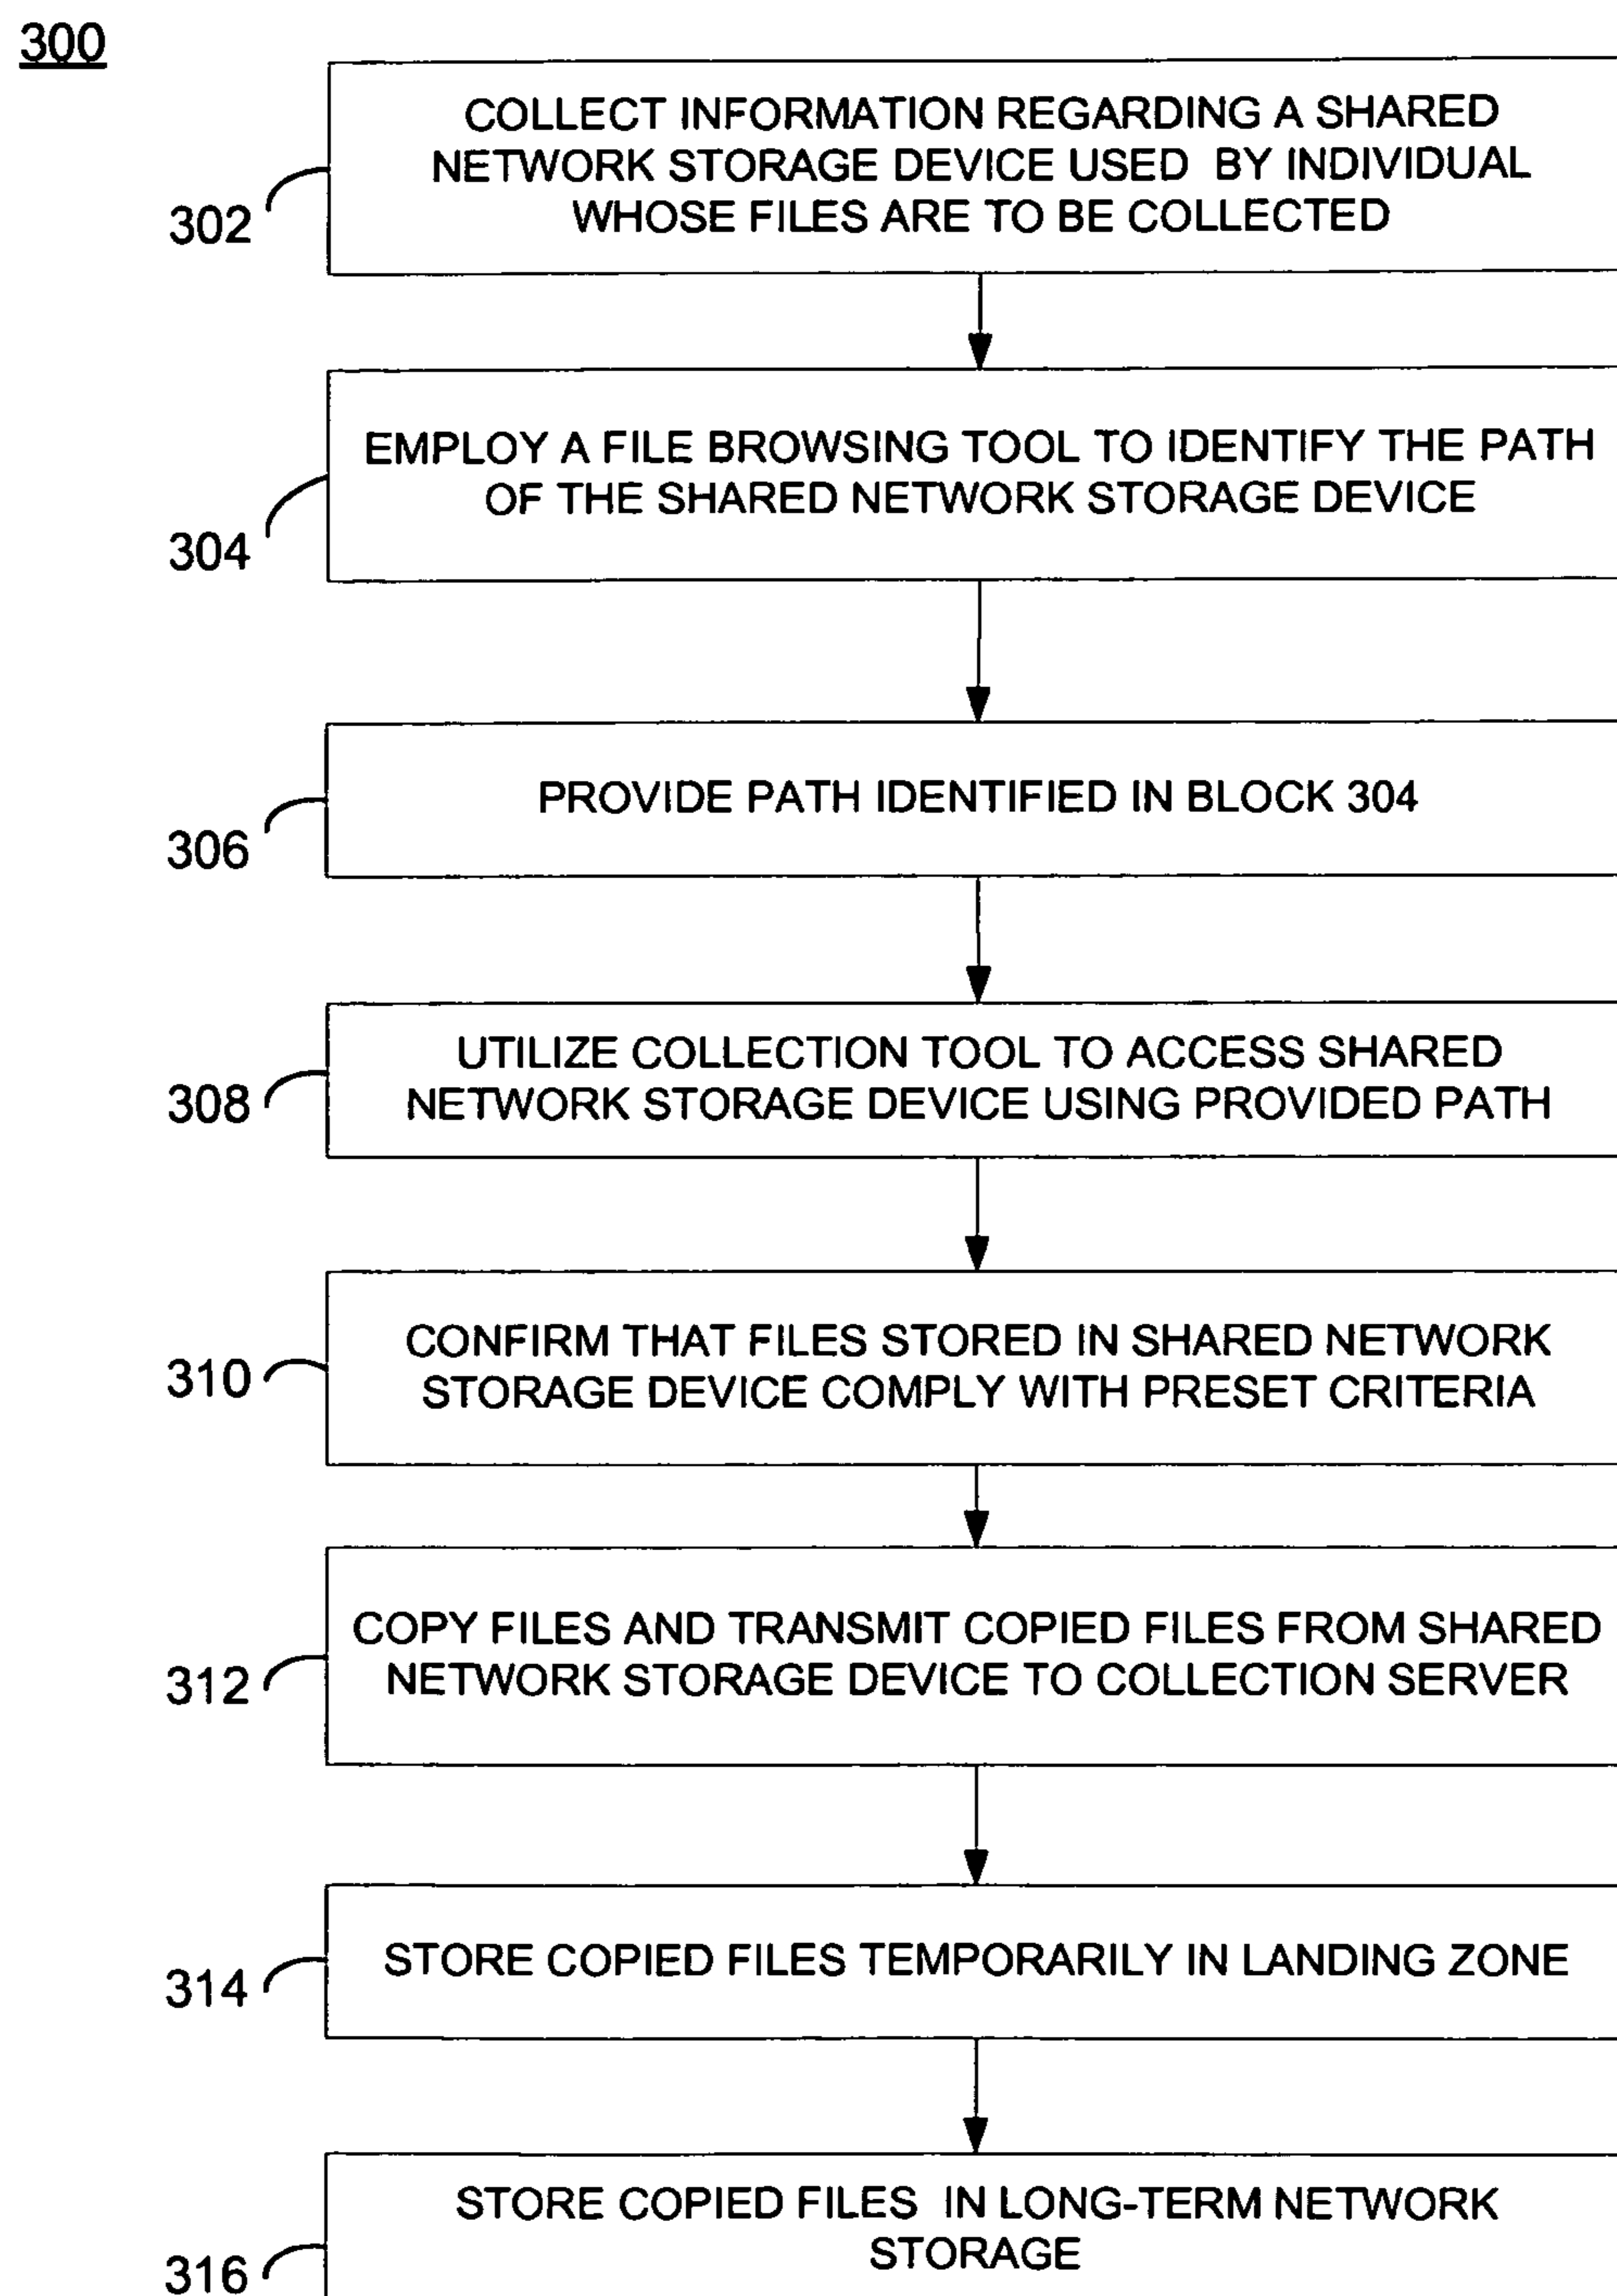 300
COLLECT INFORMATION REGARDING A SHARED
NETWORK STORAGE DEVICE USED BY INDIVIDUAL
WHOSE FILES ARE TO BE COLLECTED
302
EMPLOY A FILE BROWSING TOOL TO IDENTIFY THE PATH
OF THE SHARED NETWORK STORAGE DEVICE
304
PROVIDE PATH IDENTIFIED IN BLOCK 304
306
UTILIZE COLLECTION TOOL TO ACCESS SHARED
NETWORK STORAGE DEVICE USING PROVIDED PATH
308
CONFIRM THAT FILES STORED IN SHARED NETWORK
STORAGE DEVICE COMPLY WITH PRESET CRITERIA
310
COPY FILES AND TRANSMIT COPIED FILES FROM SHARED
NETWORK STORAGE DEVICE TO COLLECTION SERVER
312
STORE COPIED FILES TEMPORARILY IN LANDING ZONE
314
STORE COPIED FILES IN LONG-TERM NETWORK
STORAGE
316